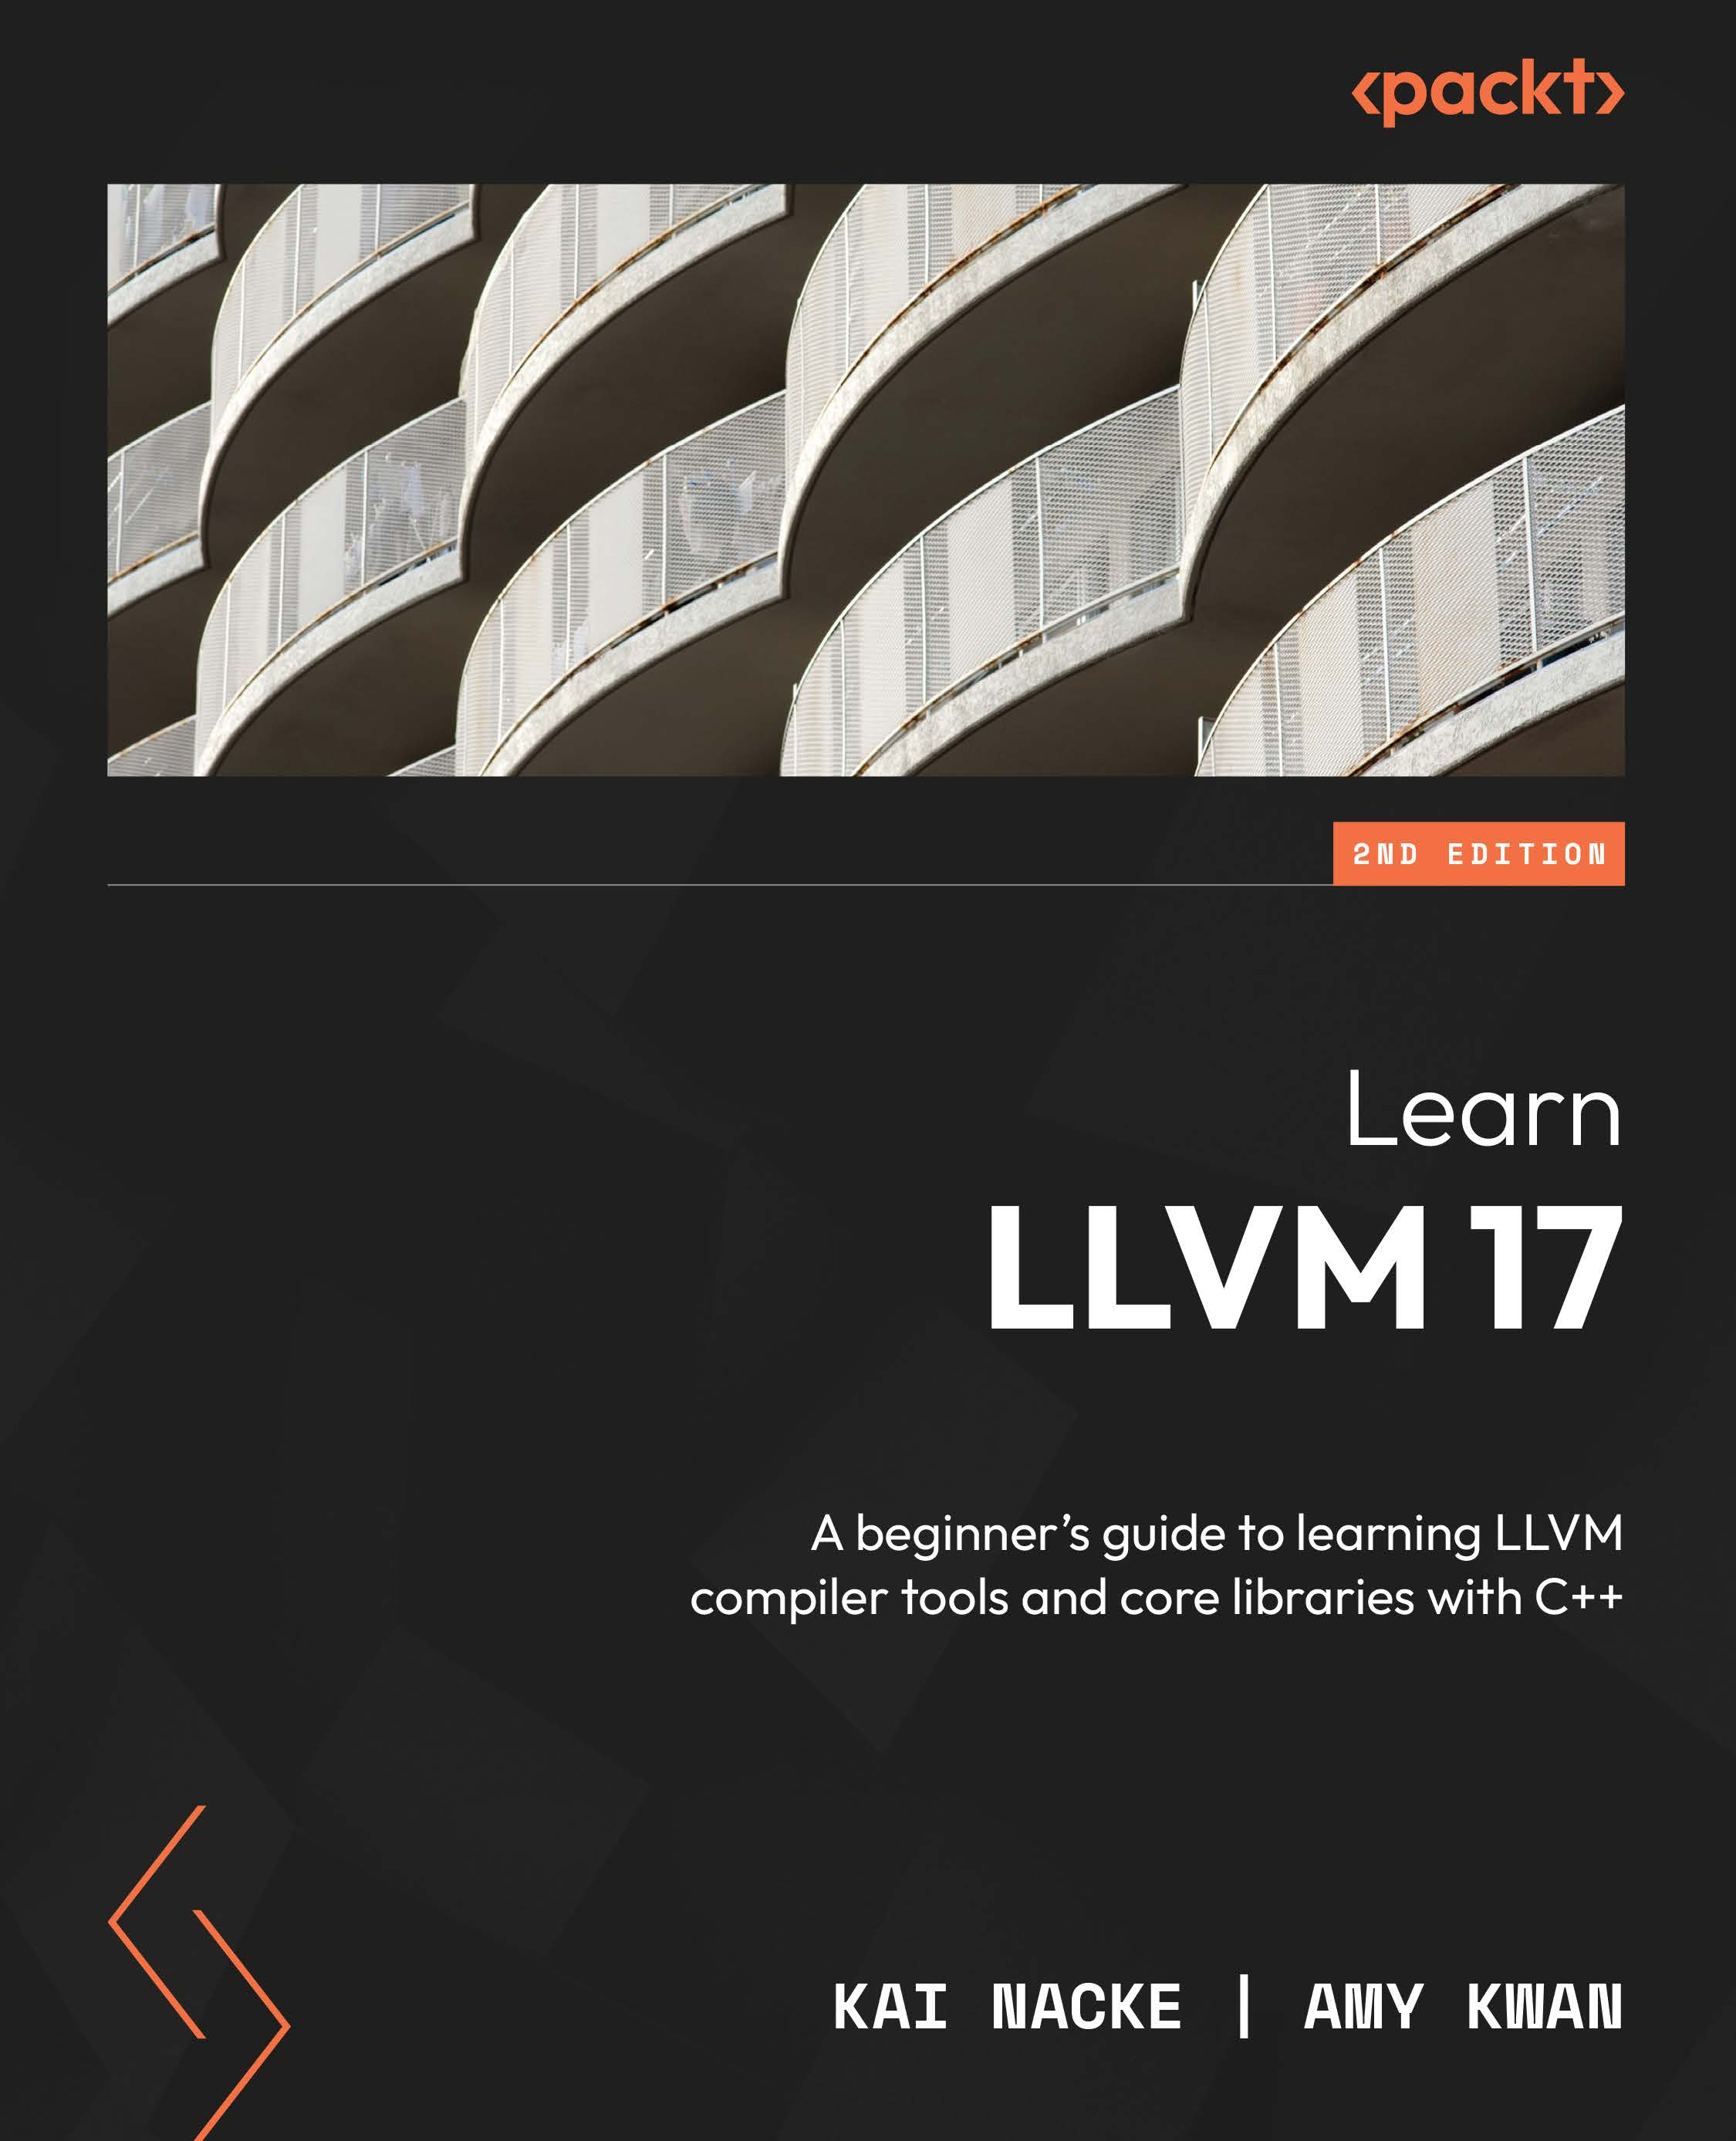 <packt>
2ND EDITION
Learn
LLVM 17
A beginner’s guide to learning LLVM
compiler tools and core libraries with C++
KAI NACKE | AMY KWAN